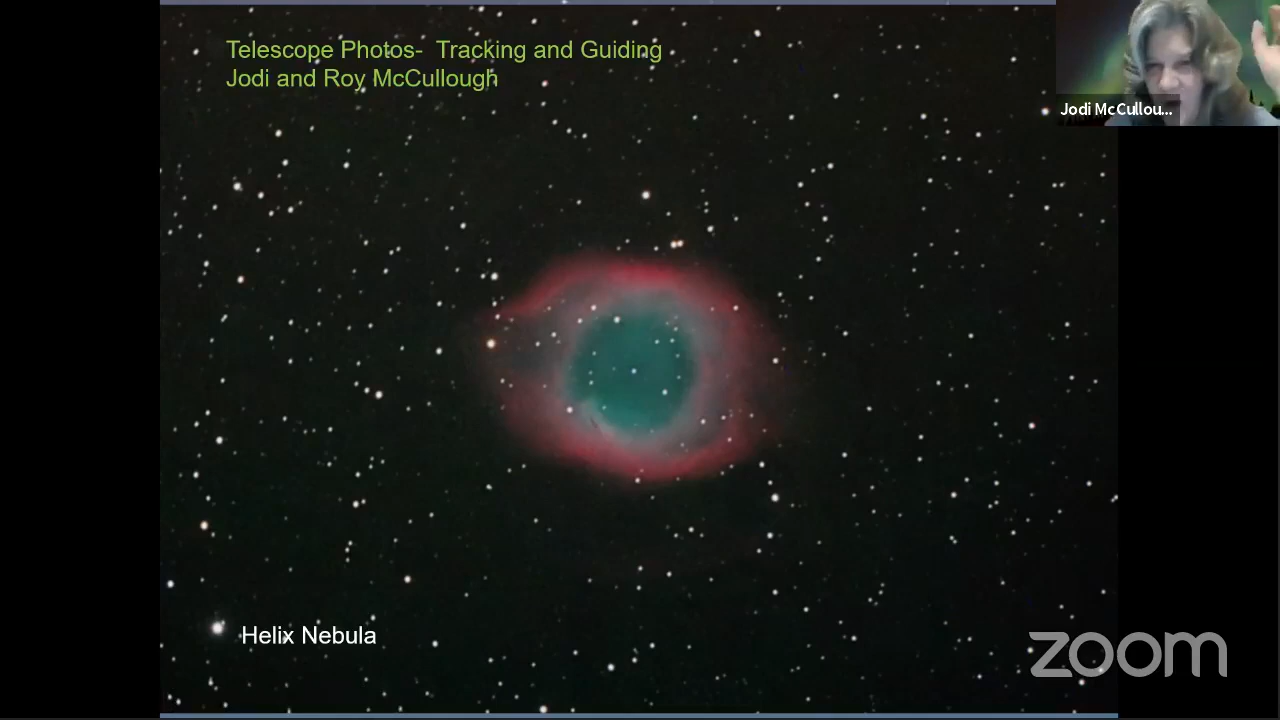 Telescope Photos-  Tracking and Guiding
Jodi and Roy McCullough
Jodi McCullou...
Helix Nebula
zoom